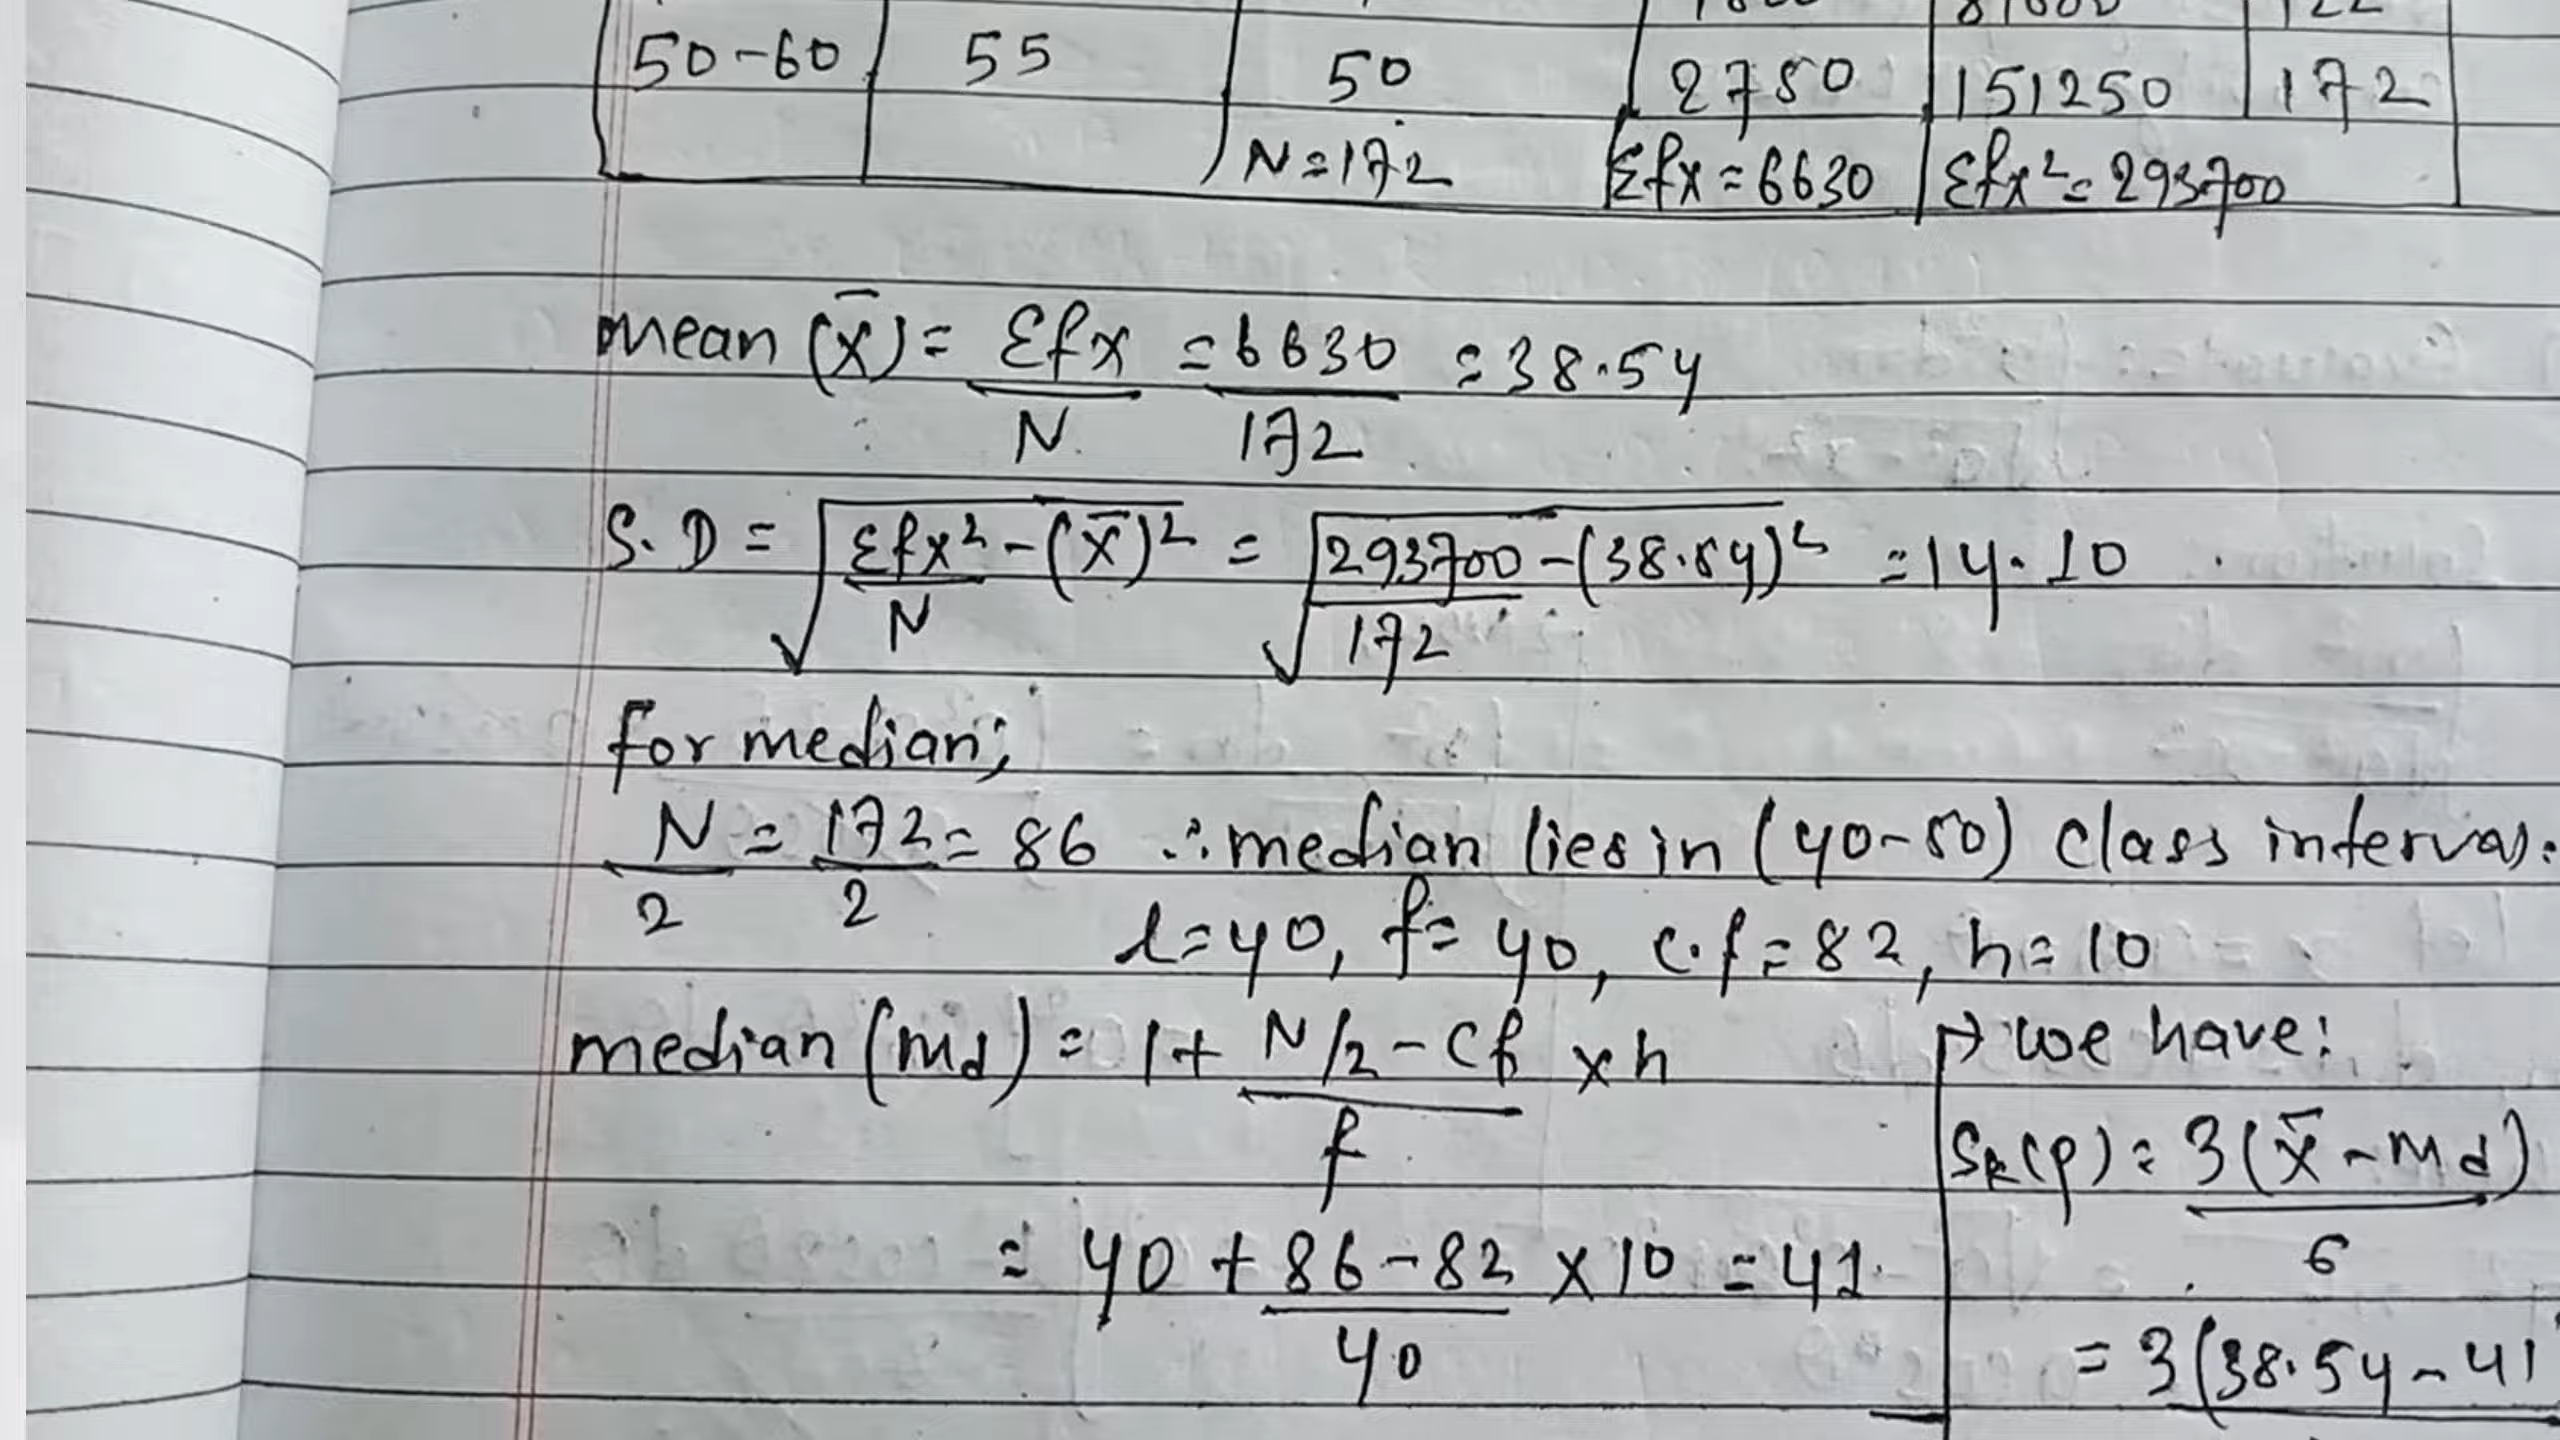 50-60 55 50 2750 151250 172
N=172 Σfx=6630 Σfx²=293700
mean (x̄) = Σfx/N = 6630/172 = 38.54
S.D = √(Σfx²/N - (x̄)²) = √(293700/172 - (38.54)²) = 14.10
for median;
N/2 = 172/2 = 86 ∴ median lies in (40-50) class interval.
l=40, f=40, c.f=82, h=10
median (md) = l + N/2 - cf/f × h
= 40 + 86-82/40 × 10 = 41.
→ we have:
Sk(p) = 3(x̄ - Md)/6
= 3(38.54 - 41